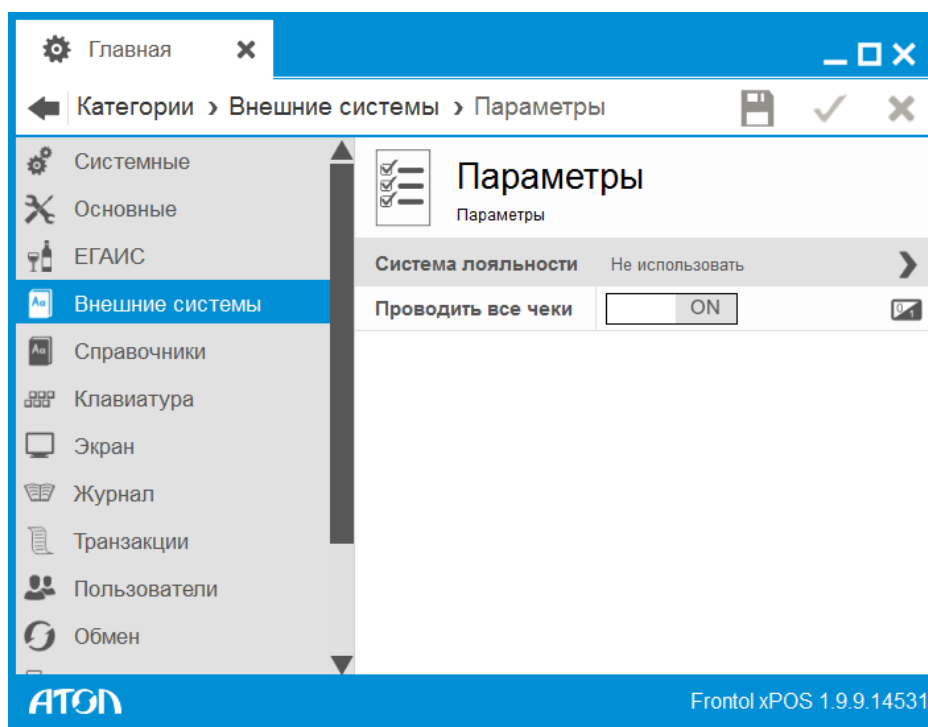 Главная
Категории › Внешние системы › Параметры
Системные
Основные
ЕГАИС
Внешние системы
Справочники
Клавиатура
Экран
Журнал
Транзакции
Пользователи
Обмен
Параметры
Параметры
Система лояльности Не использовать
Проводить все чеки ON
ATOL Frontol xPOS 1.9.9.14531